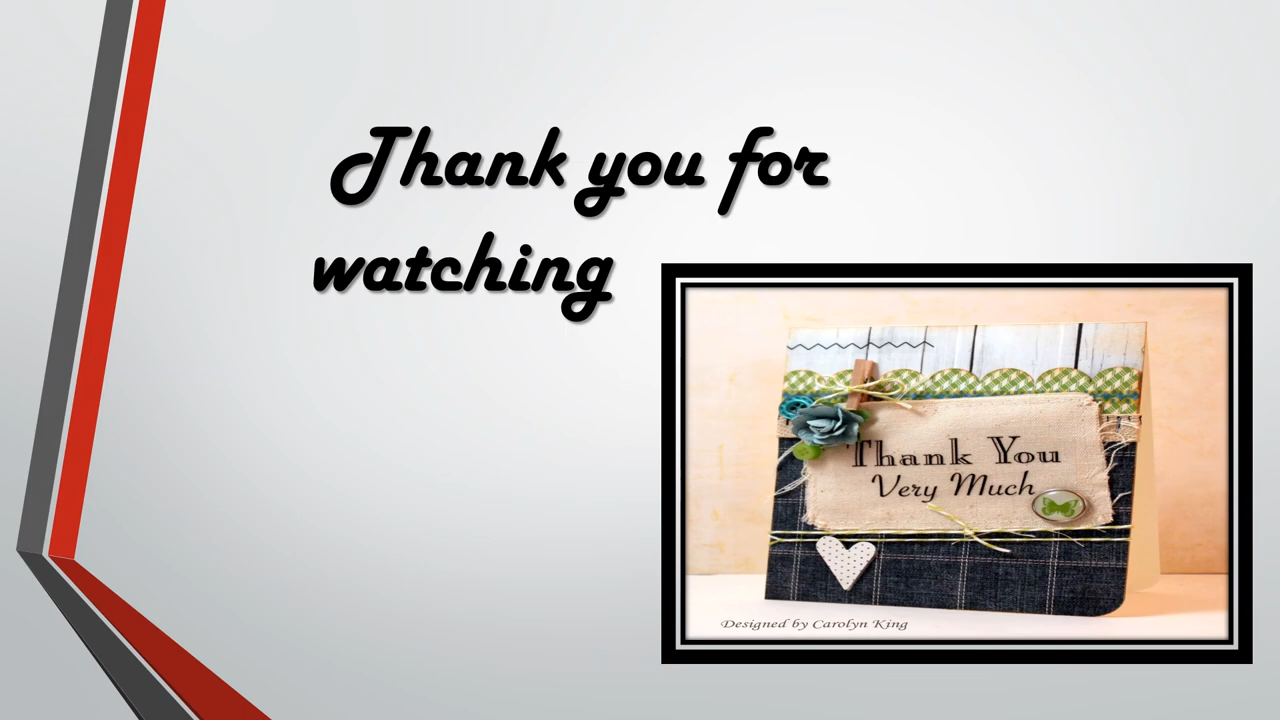 Thank you for
watching
Thank You
Very Much
Designed by Carolyn King